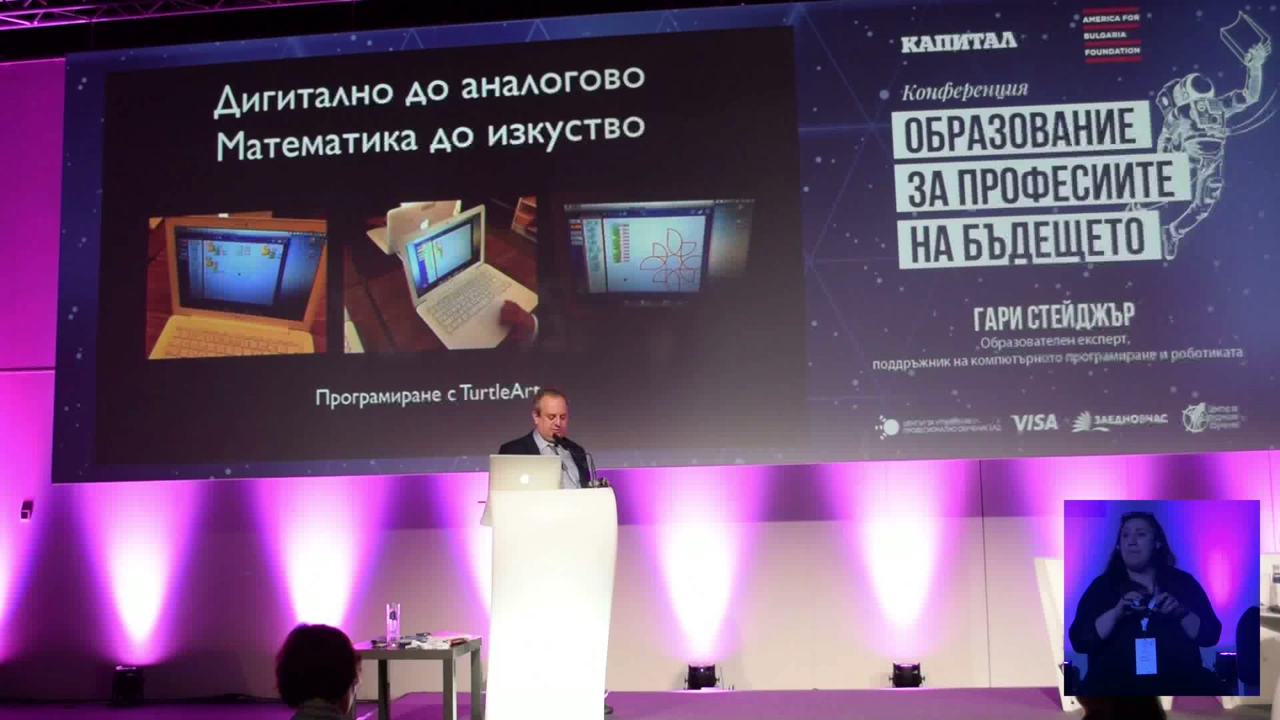 Дигитално до аналогово
Математика до изкуство
Програмиране с TurtleArt
КАПИТАЛ
AMERICA FOR
BULGARIA
FOUNDATION
Конференция
ОБРАЗОВАНИЕ
ЗА ПРОФЕСИИТЕ
НА БЪДЕЩЕТО
ГАРИ СТЕЙДЖЪР
Образователен експерт,
поддръжник на компютърното програмиране и роботиката
VISA
ЗАЕДНОВЧАС